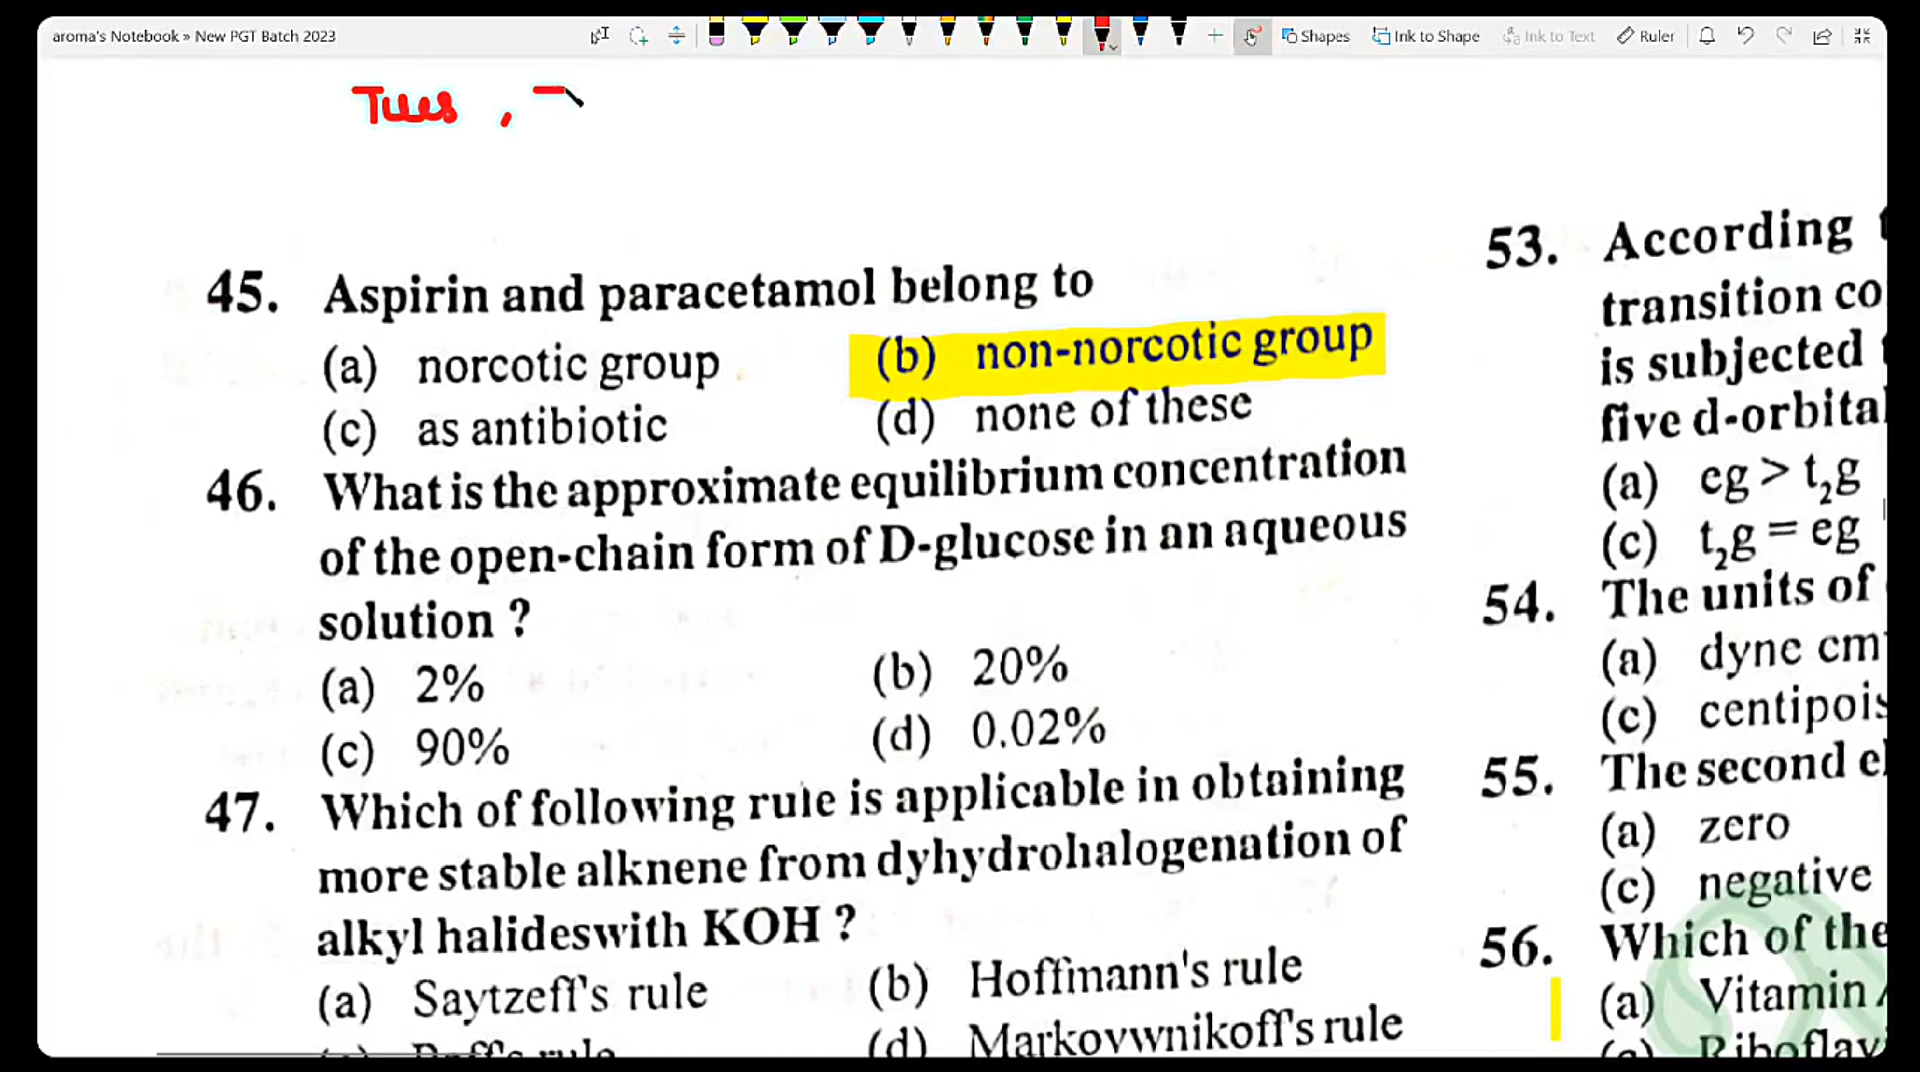 aroma's Notebook » New PGT Batch 2023
Shapes
Ink to Shape
Ink to Text
Ruler
Tues ,
45. Aspirin and paracetamol belong to
(a) norcotic group (b) non-norcotic group
(c) as antibiotic (d) none of these
46. What is the approximate equilibrium concentration
of the open-chain form of D-glucose in an aqueous
solution ?
(a) 2% (b) 20%
(c) 90% (d) 0.02%
47. Which of following rule is applicable in obtaining
more stable alknene from dyhydrohalogenation of
alkyl halideswith KOH ?
(a) Saytzeff's rule (b) Hoffmann's rule
(d) Markovwnikoff's rule
53. According
transition co
is subjected
five d-orbital
(a) eg > t₂g
(c) t₂g = eg
54. The units of
(a) dyne cm
(c) centipois
55. The second el
(a) zero
(c) negative
56. Which of the
(a) Vitamin
Riboflavi